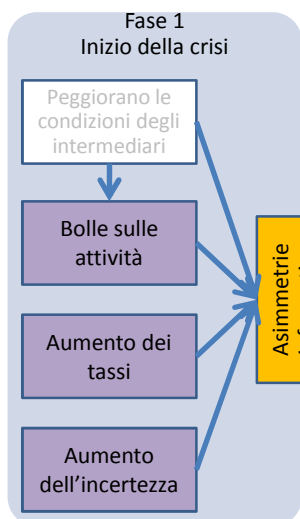 Fase 1
Inizio della crisi
Peggiorano le
condizioni degli
intermediari
Bolle sulle
attività
Aumento dei
tassi
Aumento
dell'incertezza
Asimmetrie